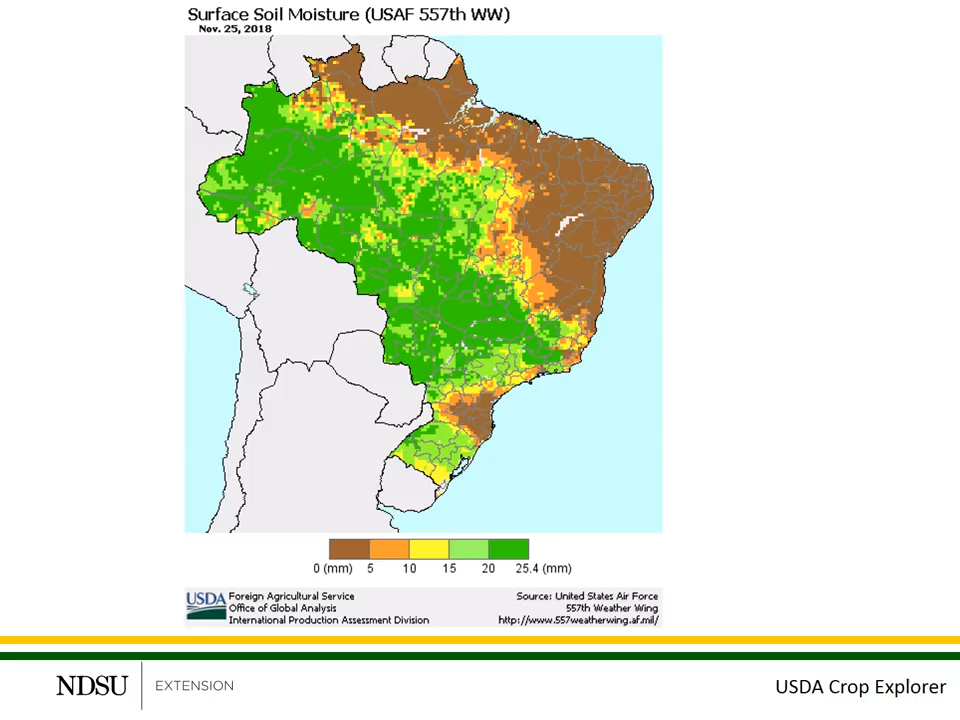 Surface Soil Moisture (USAF 557th WW)
Nov. 25, 2018
0 (mm) 5 10 15 20 25.4 (mm)
USDA
Foreign Agricultural Service
Office of Global Analysis
International Production Assessment Division
Source: United States Air Force
557th Weather Wing
http://www.557weatherwing.af.mil/
NDSU EXTENSION
USDA Crop Explorer